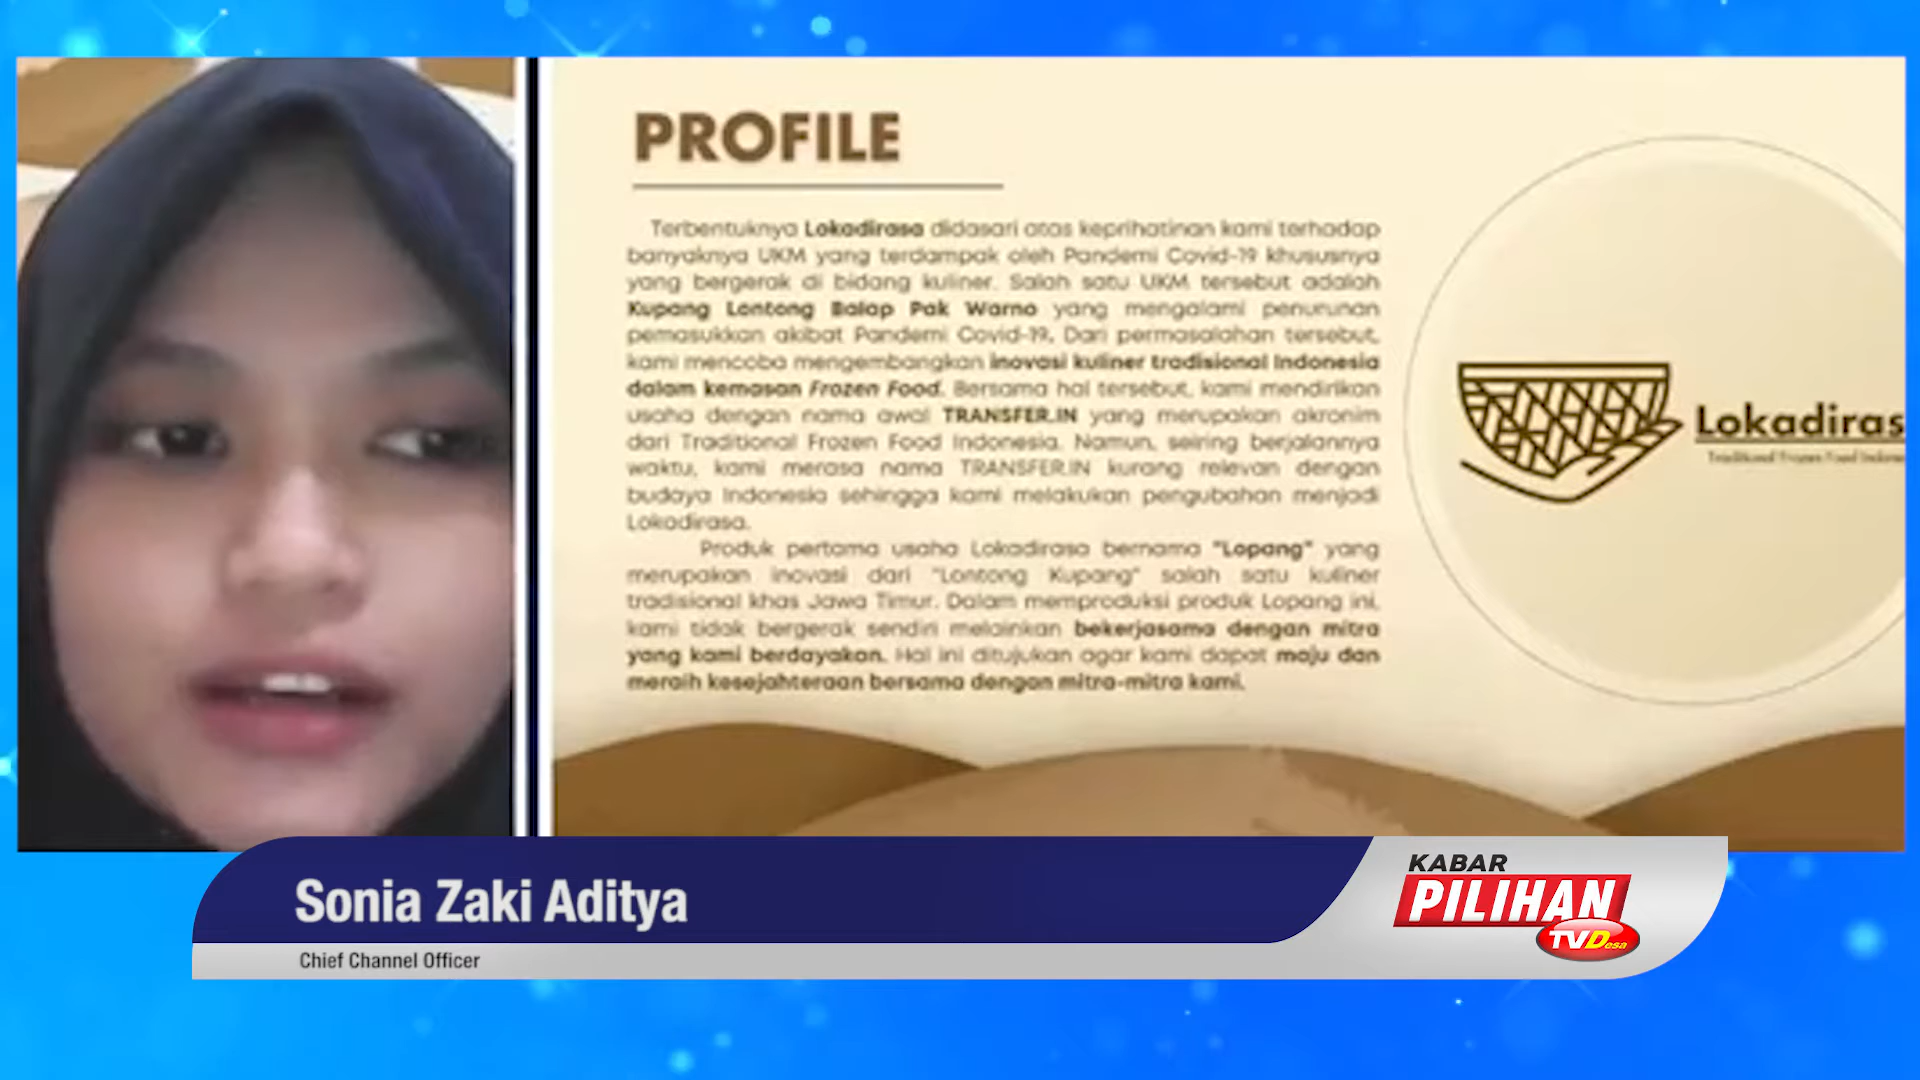 PROFILE
Terbentuknya Lokadirasa didasari atas keprihatinan kami terhadap
banyaknya UKM yang terdampak oleh Pandemi Covid-19 khususnya
yang bergerak di bidang kuliner. Salah satu UKM tersebut adalah
Kupang Lontong Balap Pak Warno yang mengalami penurunan
pemasukkan akibat Pandemi Covid-19. Dari permasalahan tersebut,
kami mencoba mengembangkan inovasi kuliner tradisional Indonesia
dalam kemasan Frozen Food. Bersama hal tersebut, kami mendirikan
usaha dengan nama awal TRANSFER.IN yang merupakan akronim
dari Traditional Frozen Food Indonesia. Namun, seiring berjalannya
waktu, kami merasa nama TRANSFER.IN kurang relevan dengan
budaya Indonesia sehingga kami melakukan pengubahan menjadi
Lokadirasa.
Produk pertama usaha Lokadirasa bernama "Lopang" yang
merupakan inovasi dari "Lontong Kupang" salah satu kuliner
tradisional khas Jawa Timur. Dalam memproduksi produk Lopang ini,
kami tidak bergerak sendiri melainkan bekerjasama dengan mitra
yang kami berdayakan. Hal ini ditujukan agar kami dapat maju dan
meraih kesejahteraan bersama dengan mitra-mitra kami.
Lokadiras
Traditional Frozen Food Indones
Sonia Zaki Aditya
Chief Channel Officer
KABAR
PILIHAN
TVDesa